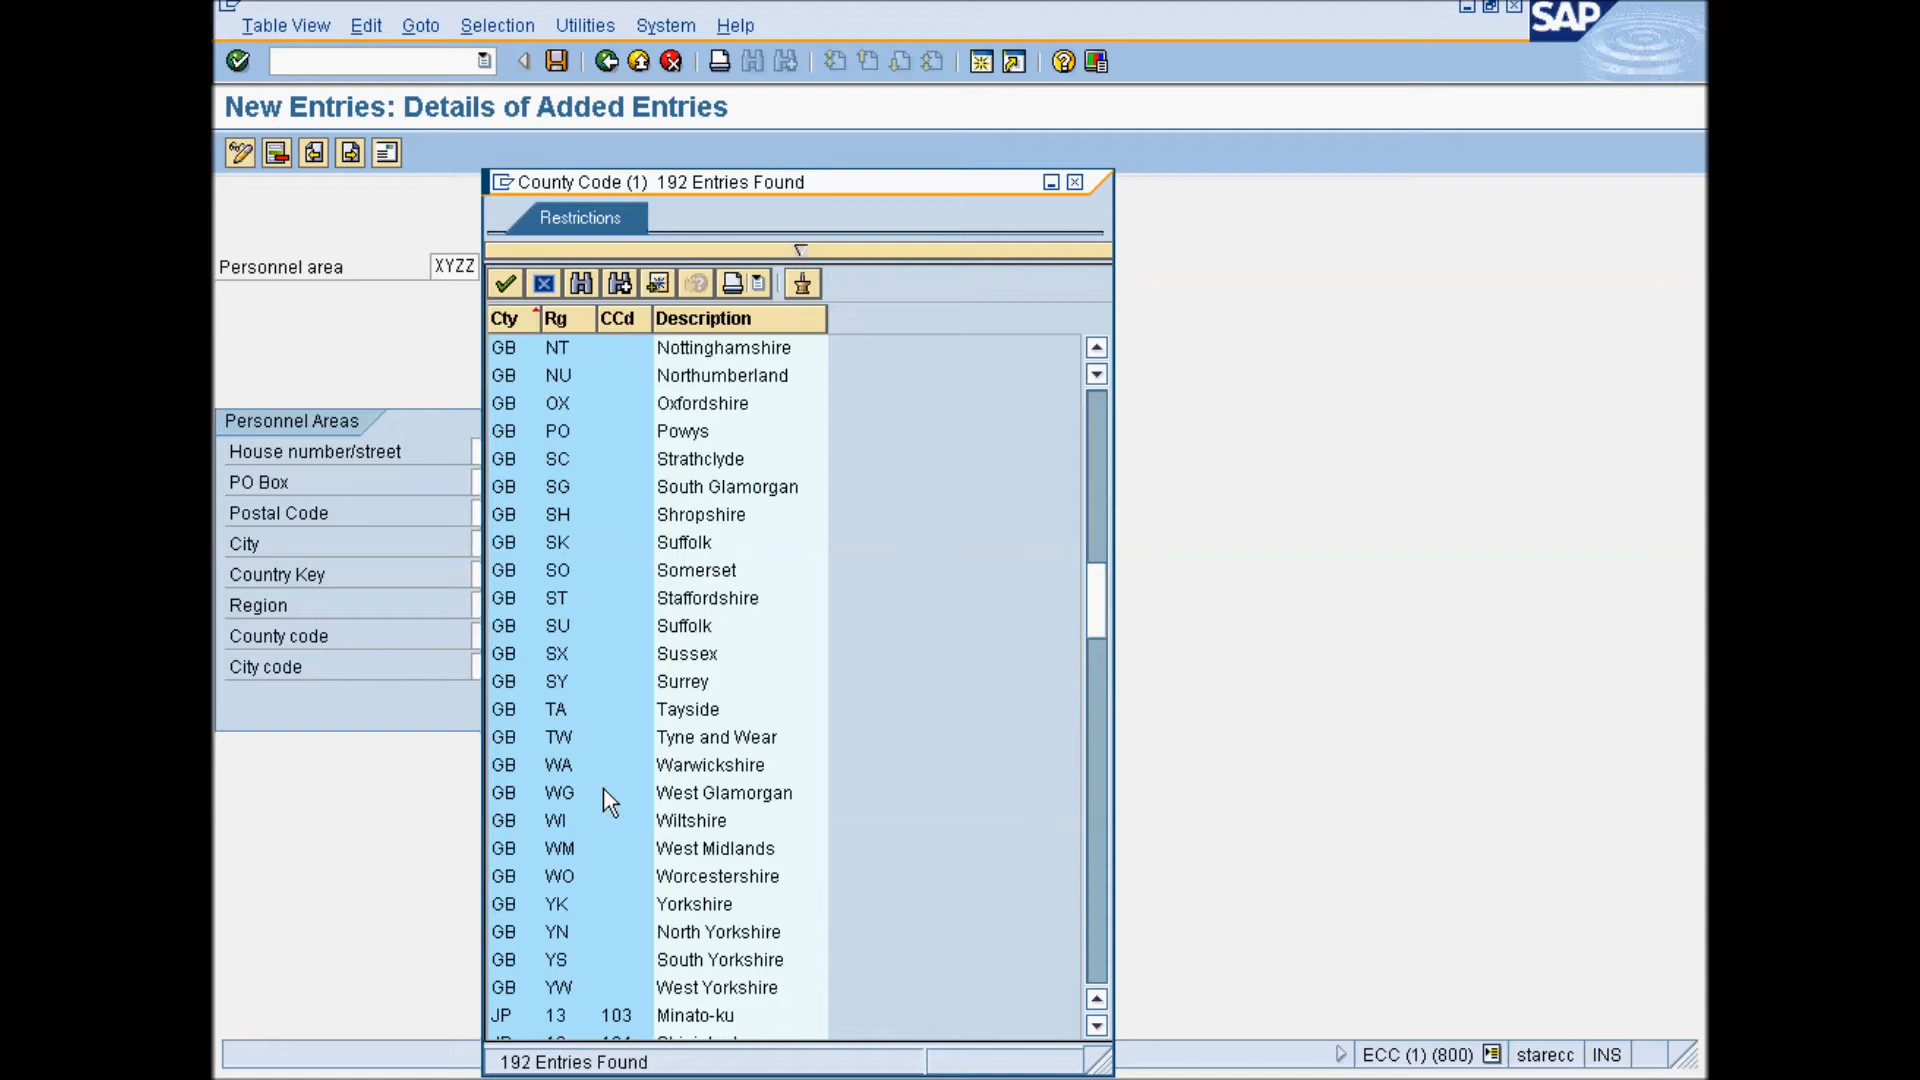 Table View Edit Goto Selection Utilities System Help
SAP
New Entries: Details of Added Entries
Personnel area XYZZ
Personnel Areas
House number/street
PO Box
Postal Code
City
Country Key
Region
County code
City code
County Code (1) 192 Entries Found
Restrictions
Cty Rg CCd Description
GB NT Nottinghamshire
GB NU Northumberland
GB OX Oxfordshire
GB PO Powys
GB SC Strathclyde
GB SG South Glamorgan
GB SH Shropshire
GB SK Suffolk
GB SO Somerset
GB ST Staffordshire
GB SU Suffolk
GB SX Sussex
GB SY Surrey
GB TA Tayside
GB TW Tyne and Wear
GB WA Warwickshire
GB WG West Glamorgan
GB WI Wiltshire
GB WM West Midlands
GB WO Worcestershire
GB YK Yorkshire
GB YN North Yorkshire
GB YS South Yorkshire
GB YW West Yorkshire
JP 13 103 Minato-ku
192 Entries Found
ECC (1) (800) starecc INS